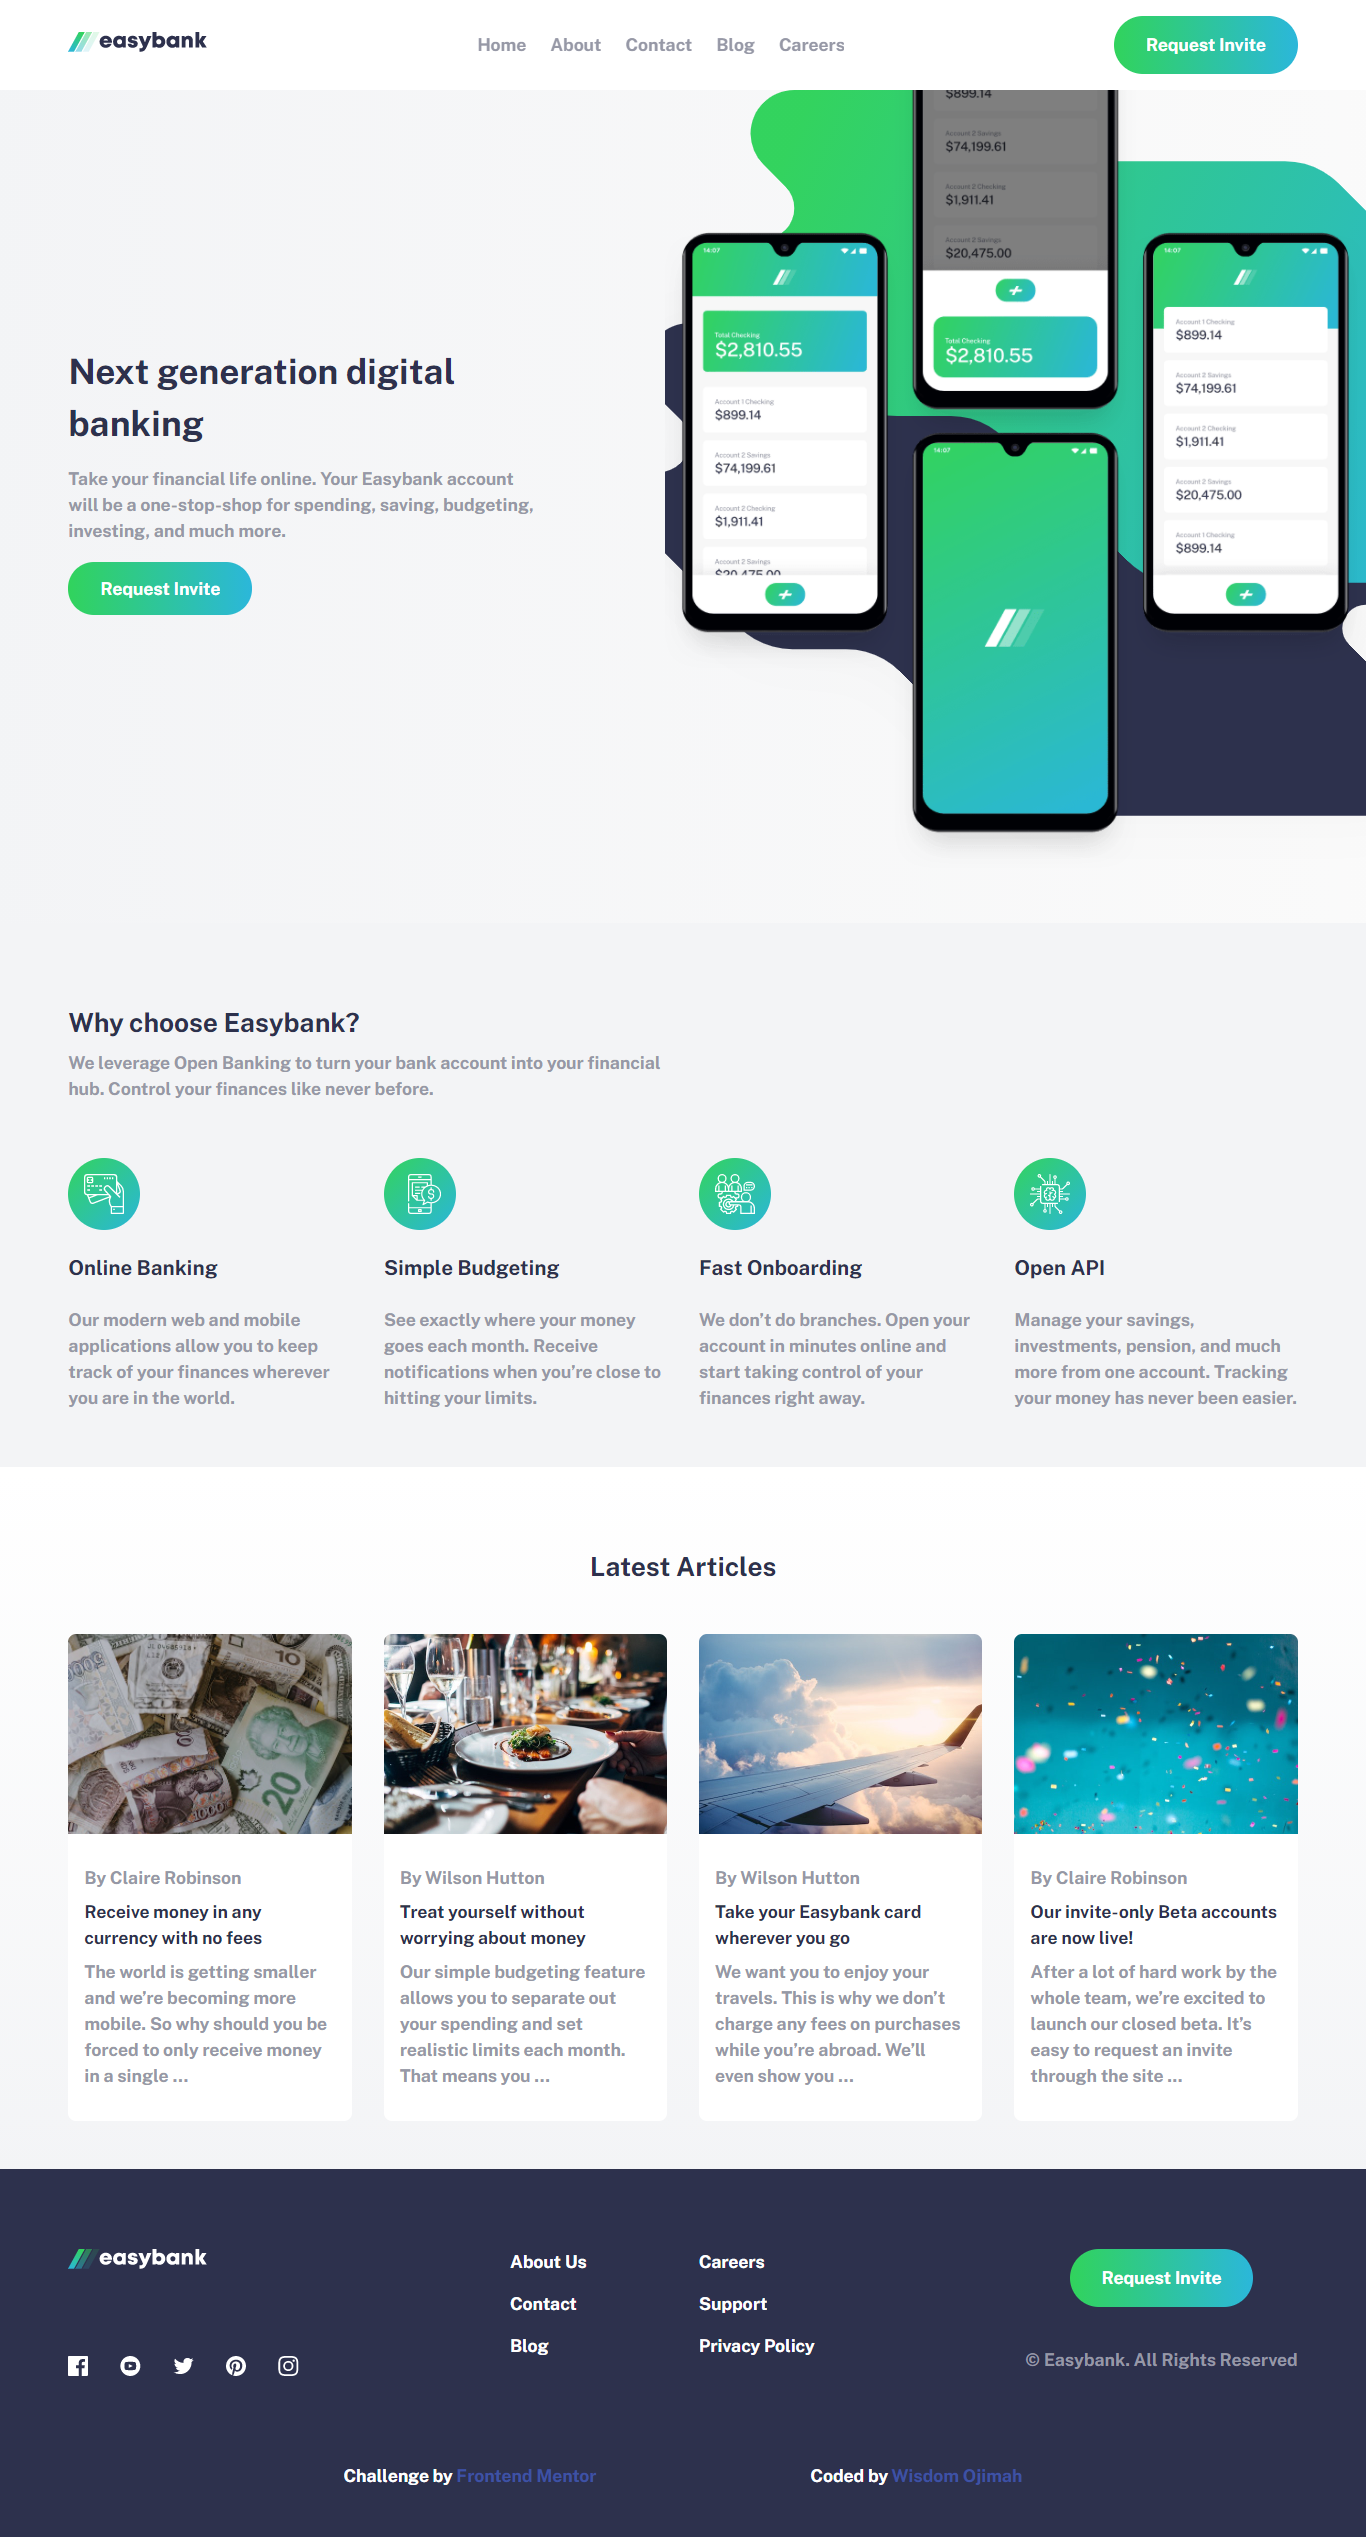 easybank
Home About Contact Blog Careers
Request Invite
$899.14
Account 2 Savings
$74,199.61
Account 2 Checking
$1,911.41
Account 2 Savings
$20,475.00
Total Checking
$2,810.55
14:07
Total Checking
$2,810.55
Account 1 Checking
$899.14
Account 2 Savings
$74,199.61
Account 2 Checking
$1,911.41
Account 2 Savings
$20,475.00
14:07
14:07
Account 1 Checking
$899.14
Account 2 Savings
$74,199.61
Account 2 Checking
$1,911.41
Account 2 Savings
$20,475.00
Account 1 Checking
$899.14
Next generation digital
banking
Take your financial life online. Your Easybank account
will be a one-stop-shop for spending, saving, budgeting,
investing, and much more.
Request Invite
Why choose Easybank?
We leverage Open Banking to turn your bank account into your financial
hub. Control your finances like never before.
Online Banking
Our modern web and mobile
applications allow you to keep
track of your finances wherever
you are in the world.
Simple Budgeting
See exactly where your money
goes each month. Receive
notifications when you’re close to
hitting your limits.
Fast Onboarding
We don’t do branches. Open your
account in minutes online and
start taking control of your
finances right away.
Open API
Manage your savings,
investments, pension, and much
more from one account. Tracking
your money has never been easier.
Latest Articles
By Claire Robinson
Receive money in any
currency with no fees
The world is getting smaller
and we’re becoming more
mobile. So why should you be
forced to only receive money
in a single ...
By Wilson Hutton
Treat yourself without
worrying about money
Our simple budgeting feature
allows you to separate out
your spending and set
realistic limits each month.
That means you ...
By Wilson Hutton
Take your Easybank card
wherever you go
We want you to enjoy your
travels. This is why we don’t
charge any fees on purchases
while you’re abroad. We’ll
even show you ...
By Claire Robinson
Our invite-only Beta accounts
are now live!
After a lot of hard work by the
whole team, we’re excited to
launch our closed beta. It’s
easy to request an invite
through the site ...
easybank
About Us
Contact
Blog
Careers
Support
Privacy Policy
Request Invite
© Easybank. All Rights Reserved
Challenge by Frontend Mentor
Coded by Wisdom Ojimah